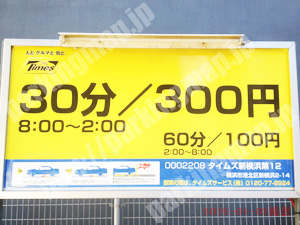 人と クルマと 街と。
Times
30分／300円
8:00～2:00
60分／100円
2:00～8:00
0002208 タイムズ新横浜第12
横浜市港北区新横浜2-14
タイムズサービス(株) 0120-77-8924